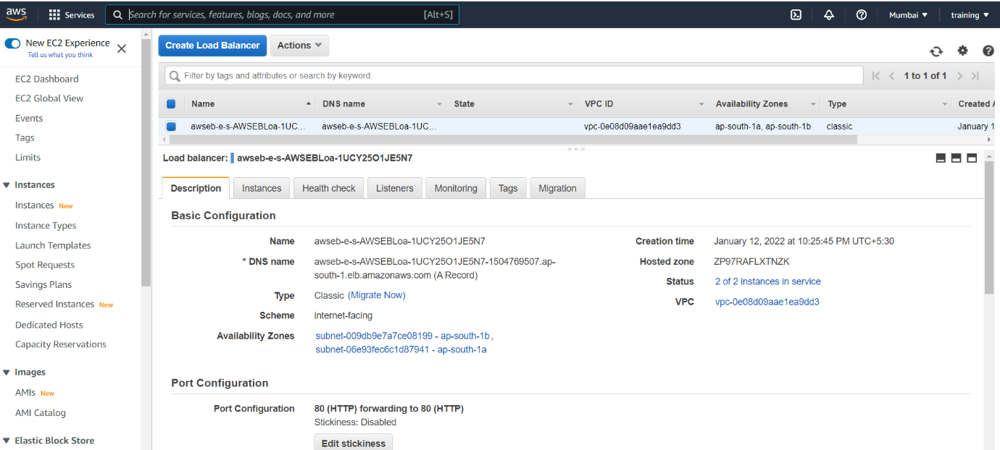 aws Services Search for services, features, blogs, docs, and more [Alt+S] Mumbai training
New EC2 Experience
Tell us what you think
EC2 Dashboard
EC2 Global View
Events
Tags
Limits
Instances
Instances New
Instance Types
Launch Templates
Spot Requests
Savings Plans
Reserved Instances New
Dedicated Hosts
Capacity Reservations
Images
AMIs New
AMI Catalog
Elastic Block Store
Create Load Balancer Actions
Filter by tags and attributes or search by keyword 1 to 1 of 1
Name DNS name State VPC ID Availability Zones Type Created A
awseb-e-s-AWSEBLoa-1UC... awseb-e-s-AWSEBLoa-1UC... vpc-0e08d09aae1ea9dd3 ap-south-1a, ap-south-1b classic January 1
Load balancer: awseb-e-s-AWSEBLoa-1UCY25O1JE5N7
Description Instances Health check Listeners Monitoring Tags Migration
Basic Configuration
Name awseb-e-s-AWSEBLoa-1UCY25O1JE5N7
* DNS name awseb-e-s-AWSEBLoa-1UCY25O1JE5N7-1504769507.ap-
south-1.elb.amazonaws.com (A Record)
Type Classic (Migrate Now)
Scheme internet-facing
Availability Zones subnet-009db9e7a7ce08199 - ap-south-1b,
subnet-06e93fec6c1d87941 - ap-south-1a
Creation time January 12, 2022 at 10:25:45 PM UTC+5:30
Hosted zone ZP97RAFLXTNZK
Status 2 of 2 instances in service
VPC vpc-0e08d09aae1ea9dd3
Port Configuration
Port Configuration 80 (HTTP) forwarding to 80 (HTTP)
Stickiness: Disabled
Edit stickiness